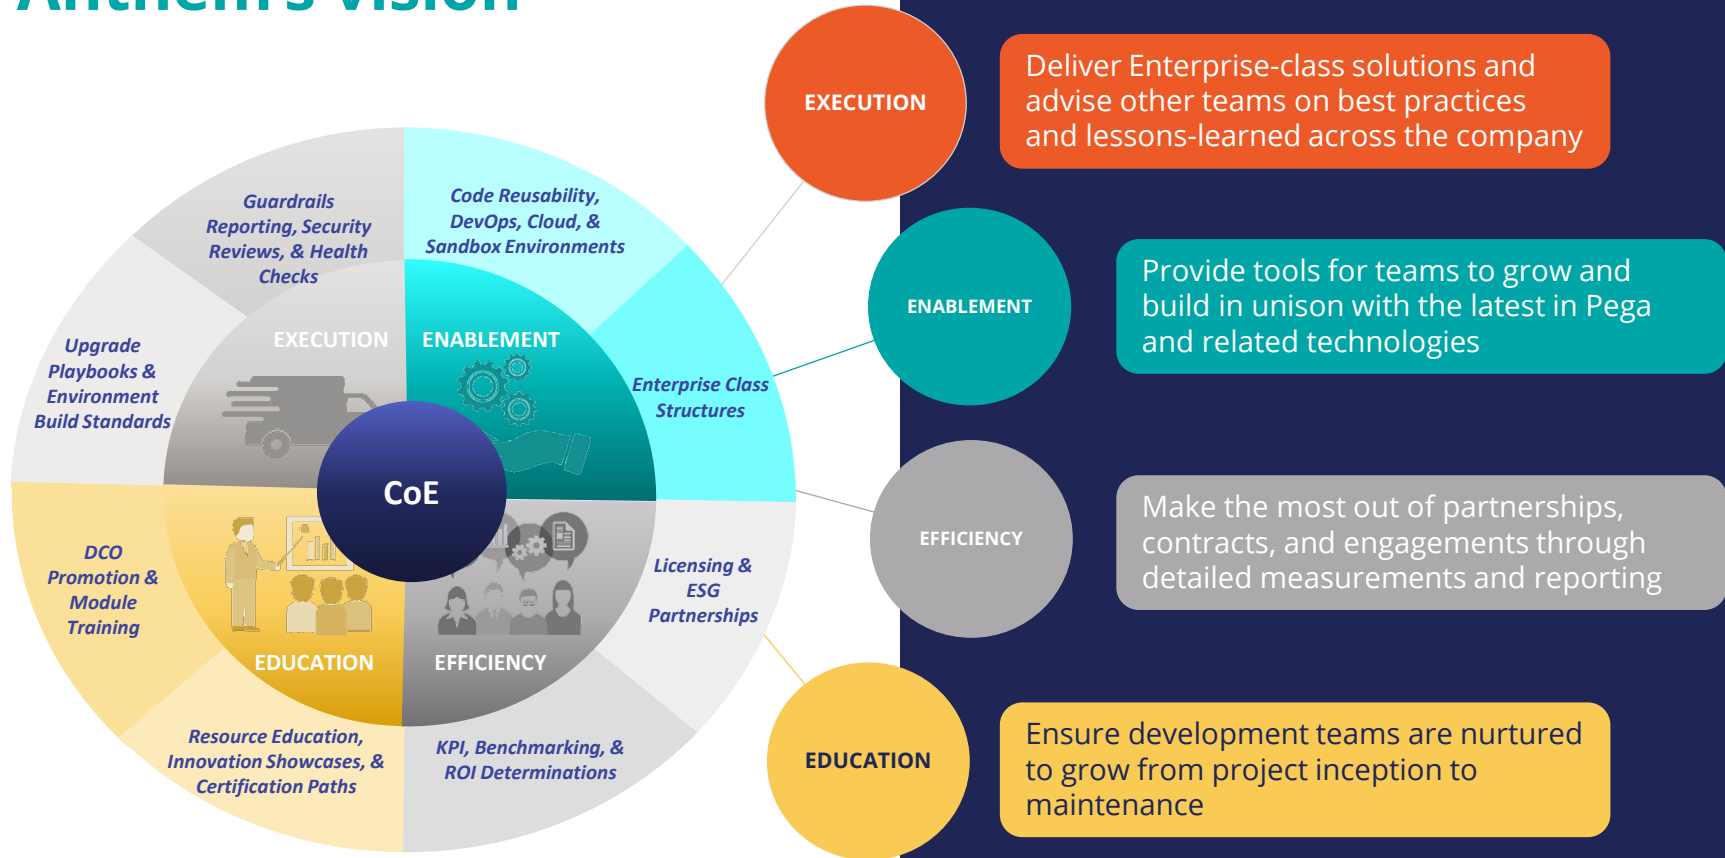 Anthem's Vision
Guardrails
Reporting, Security
Reviews, & Health
Checks
Code Reusability,
DevOps, Cloud, &
Sandbox Environments
Upgrade
Playbooks &
Environment
Build Standards
EXECUTION
ENABLEMENT
Enterprise Class
Structures
CoE
DCO
Promotion &
Module
Training
EDUCATION
EFFICIENCY
Licensing &
ESG
Partnerships
Resource Education,
Innovation Showcases, &
Certification Paths
KPI, Benchmarking, &
ROI Determinations
EXECUTION
Deliver Enterprise-class solutions and
advise other teams on best practices
and lessons-learned across the company
ENABLEMENT
Provide tools for teams to grow and
build in unison with the latest in Pega
and related technologies
EFFICIENCY
Make the most out of partnerships,
contracts, and engagements through
detailed measurements and reporting
EDUCATION
Ensure development teams are nurtured
to grow from project inception to
maintenance